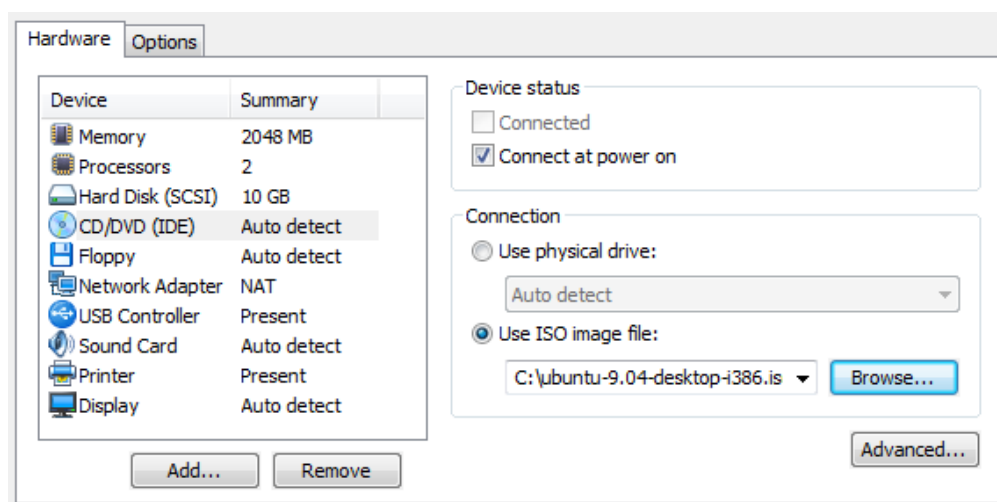 Hardware Options
Device Summary
Memory 2048 MB
Processors 2
Hard Disk (SCSI) 10 GB
CD/DVD (IDE) Auto detect
Floppy Auto detect
Network Adapter NAT
USB Controller Present
Sound Card Auto detect
Printer Present
Display Auto detect
Add... Remove
Device status
Connected
Connect at power on
Connection
Use physical drive:
Auto detect
Use ISO image file:
C:\ubuntu-9.04-desktop-i386.is Browse...
Advanced...